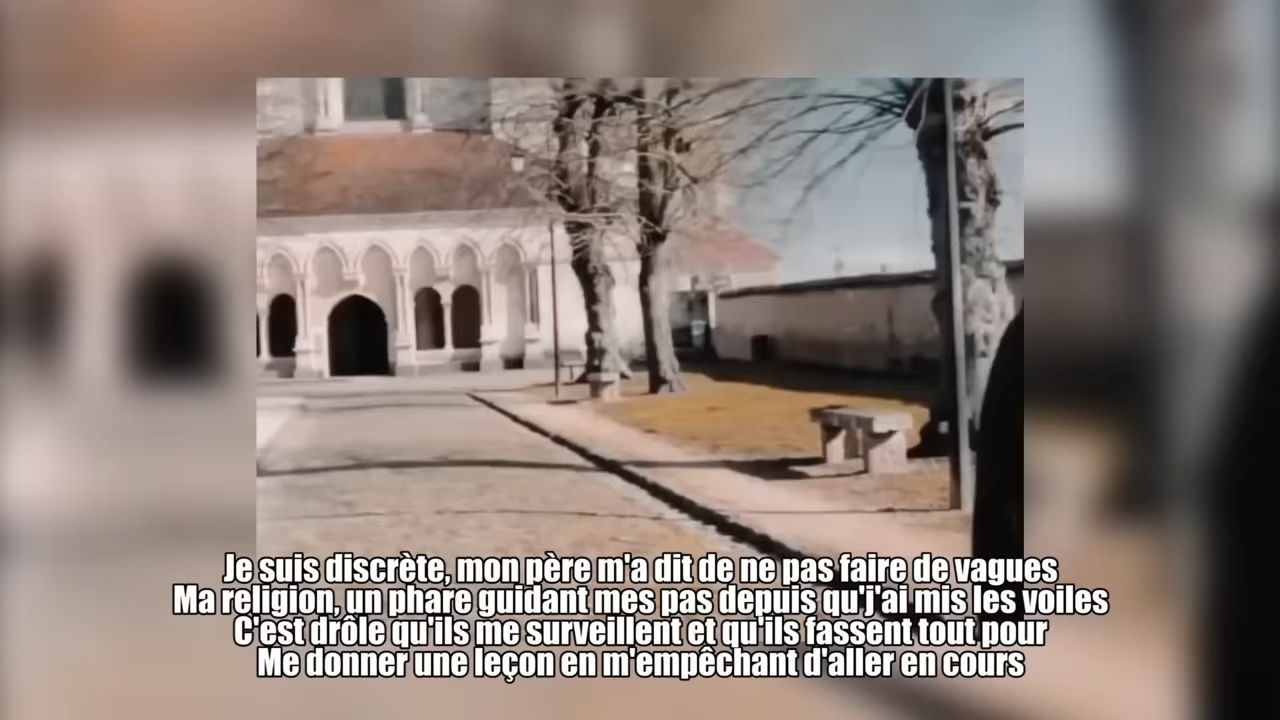 Je suis discrète, mon père m'a dit de ne pas faire de vagues
Ma religion, un phare guidant mes pas depuis qu'j'ai mis les voiles
C'est drôle qu'ils me surveillent et qu'ils fassent tout pour
Me donner une leçon en m'empêchant d'aller en cours